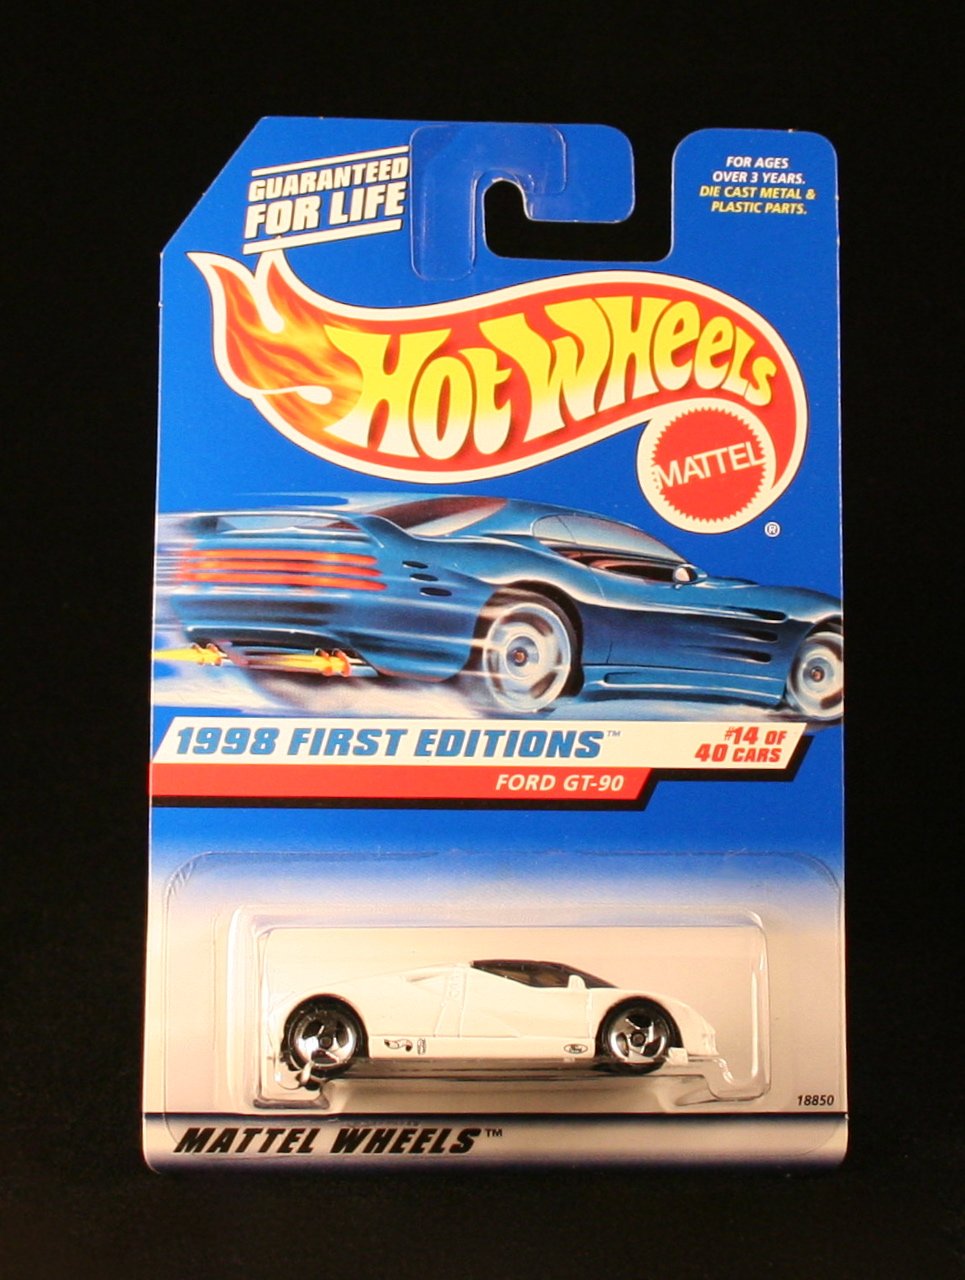 GUARANTEED
FOR LIFE
FOR AGES
OVER 3 YEARS.
DIE CAST METAL &
PLASTIC PARTS.
HOT WHEELS
MATTEL
®
1998 FIRST EDITIONS™
#14 OF
40 CARS
FORD GT-90
Ford
18850
MATTEL WHEELS™